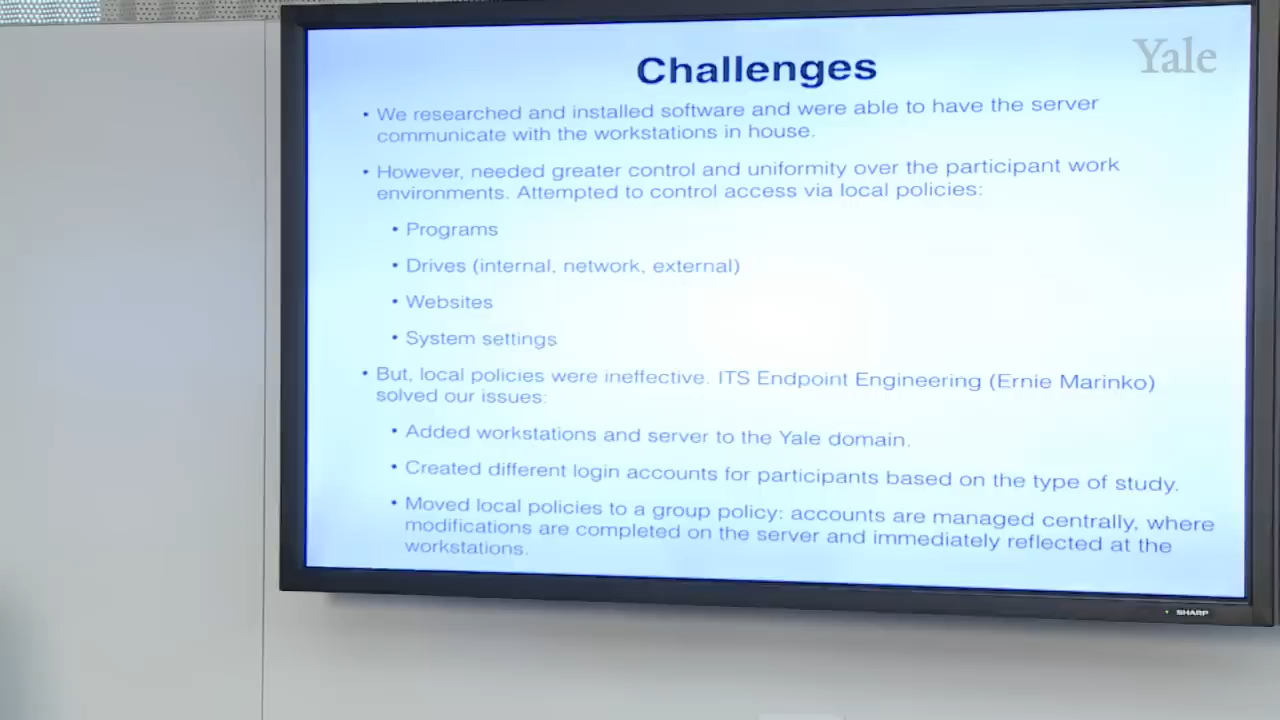 Challenges
Yale
• We researched and installed software and were able to have the server
communicate with the workstations in house.
• However, needed greater control and uniformity over the participant work
environments. Attempted to control access via local policies:
• Programs
• Drives (internal, network, external)
• Websites
• System settings
• But, local policies were ineffective. ITS Endpoint Engineering (Ernie Marinko)
solved our issues:
• Added workstations and server to the Yale domain.
• Created different login accounts for participants based on the type of study.
• Moved local policies to a group policy: accounts are managed centrally, where
modifications are completed on the server and immediately reflected at the
workstations.
SHARP